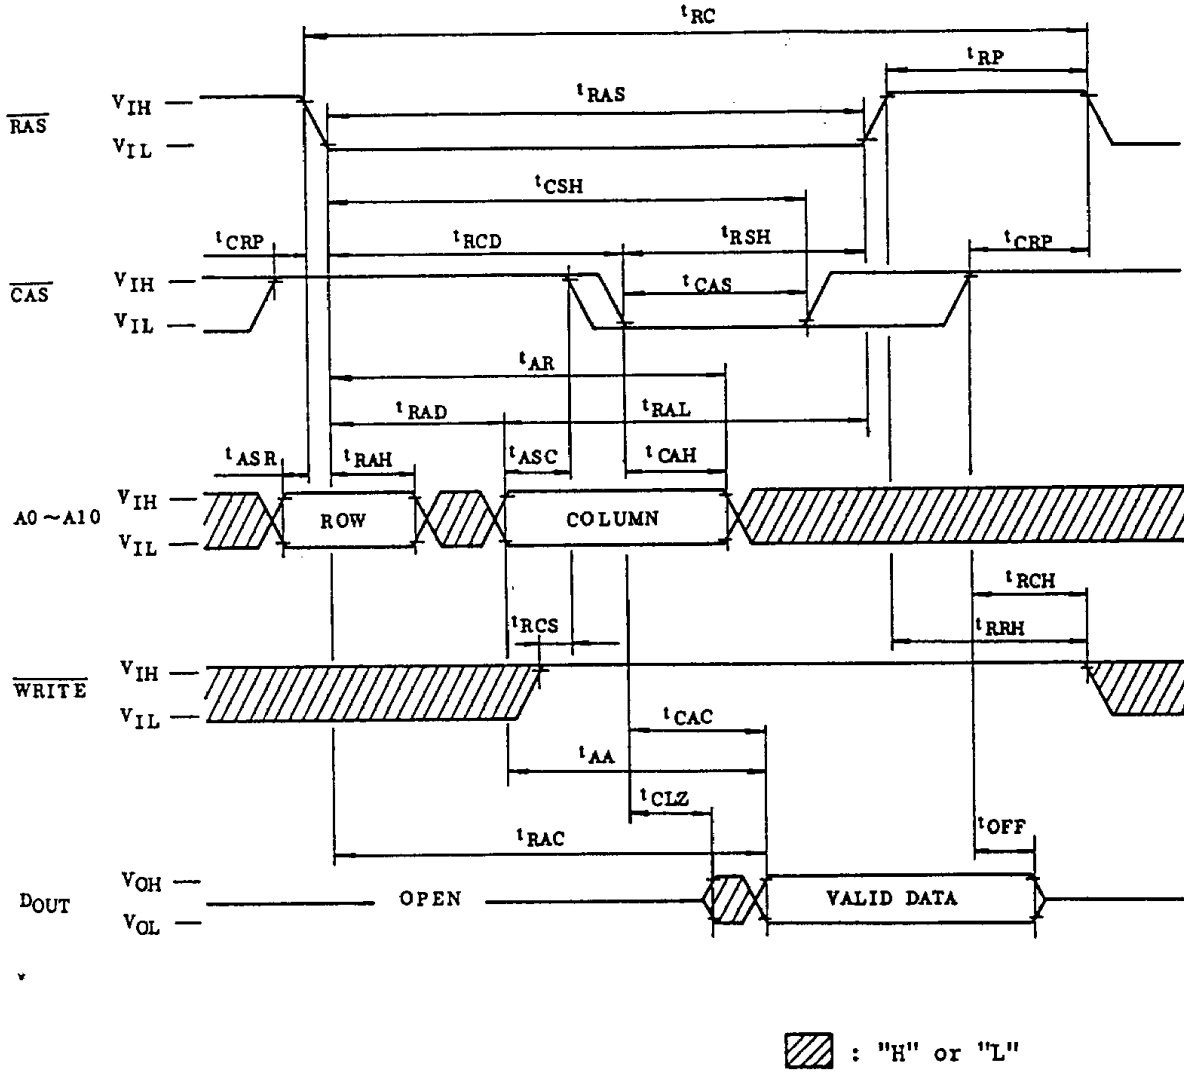 tRC
tRP
tRAS
RAS
VIH
VIL
tCSH
tCRP
tRCD
tRSH
tCRP
CAS
VIH
VIL
tCAS
tAR
tRAD
tRAL
tASR
tRAH
tASC
tCAH
A0~A10
VIH
VIL
ROW
COLUMN
tRCH
tRCS
tRRH
WRITE
VIH
VIL
tCAC
tAA
tCLZ
tOFF
tRAC
DOUT
VOH
VOL
OPEN
VALID DATA
: "H" or "L"